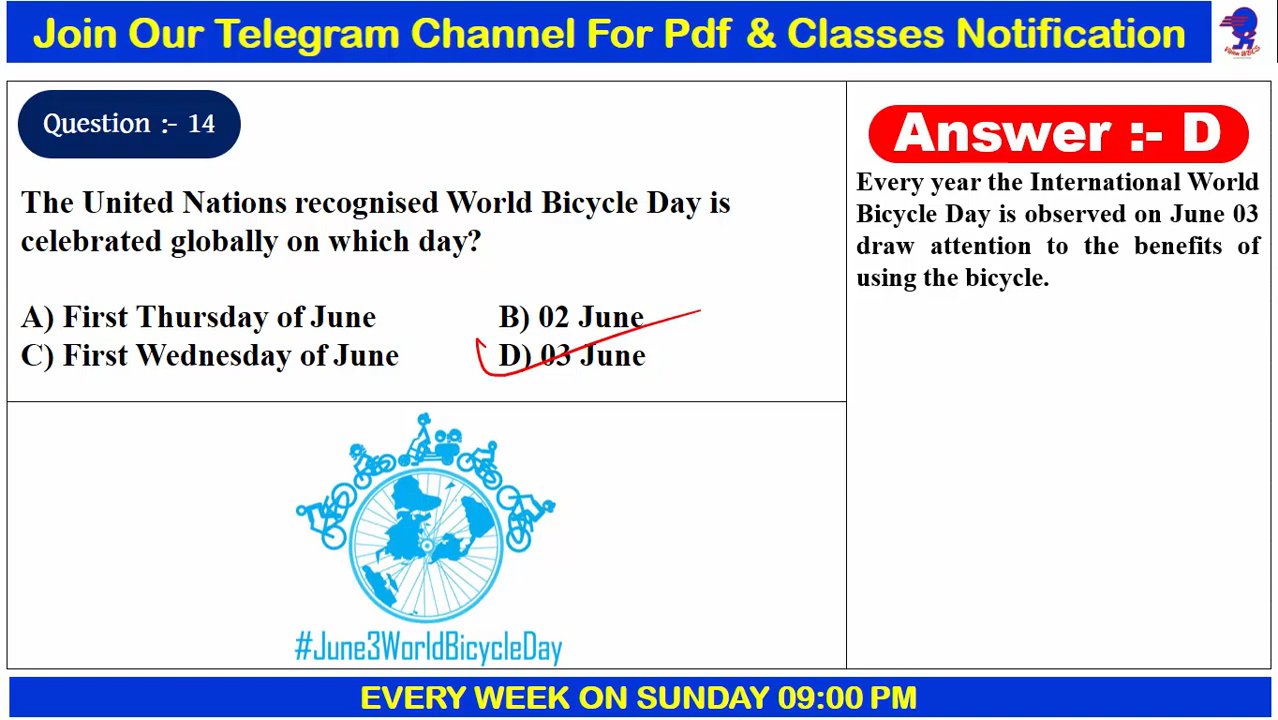 Join Our Telegram Channel For Pdf & Classes Notification
Question :- 14
The United Nations recognised World Bicycle Day is
celebrated globally on which day?
A) First Thursday of June B) 02 June
C) First Wednesday of June D) 03 June
#June3WorldBicycleDay
Answer :- D
Every year the International World
Bicycle Day is observed on June 03
draw attention to the benefits of
using the bicycle.
EVERY WEEK ON SUNDAY 09:00 PM